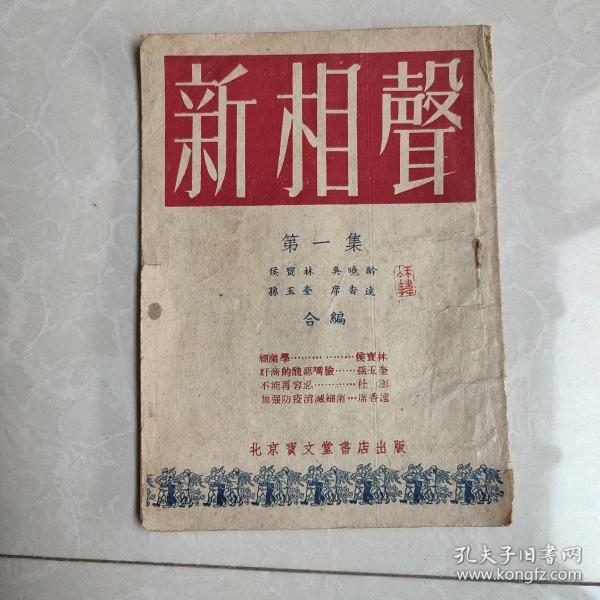 新相聲
第一集
侯寶林 吳曉鈴
孫玉奎 席香遠
合編
細菌學………………侯寶林
奸商的醜惡嘴臉……孫玉奎
不能再容忍…………杜澎
加强防疫消滅細菌…席香遠
北京寶文堂書店出版
孔夫子旧书网
www.kongfz.com